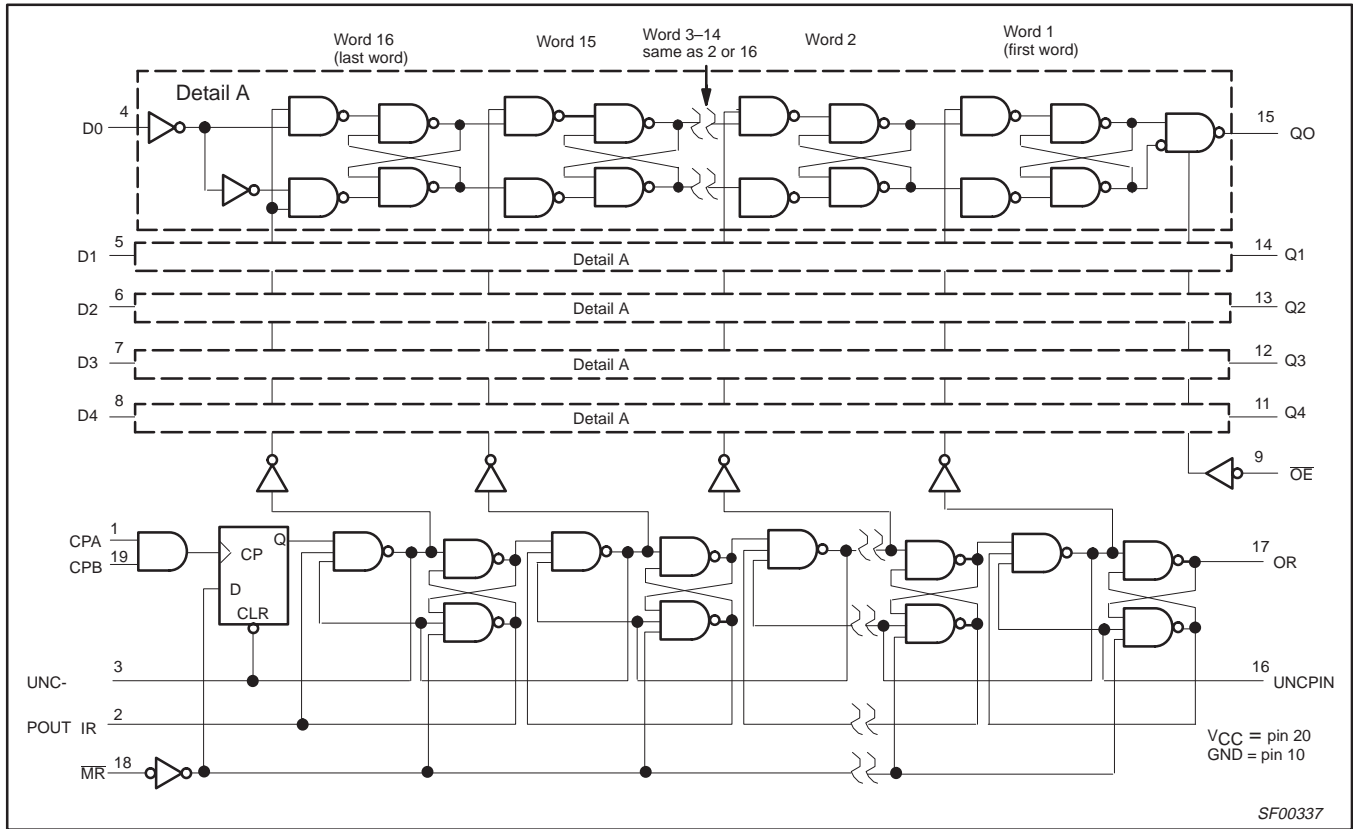 Word 16
(last word)
Word 15
Word 3–14
same as 2 or 16
Word 2
Word 1
(first word)
Detail A
4
D0
15
QO
5
D1
Detail A
14
Q1
6
D2
Detail A
13
Q2
7
D3
Detail A
12
Q3
8
D4
Detail A
11
Q4
9
OE
1
CPA
19
CPB
CP
Q
D
CLR
17
OR
3
UNC-
16
UNCPIN
2
POUT IR
18
MR
VCC = pin 20
GND = pin 10
SF00337